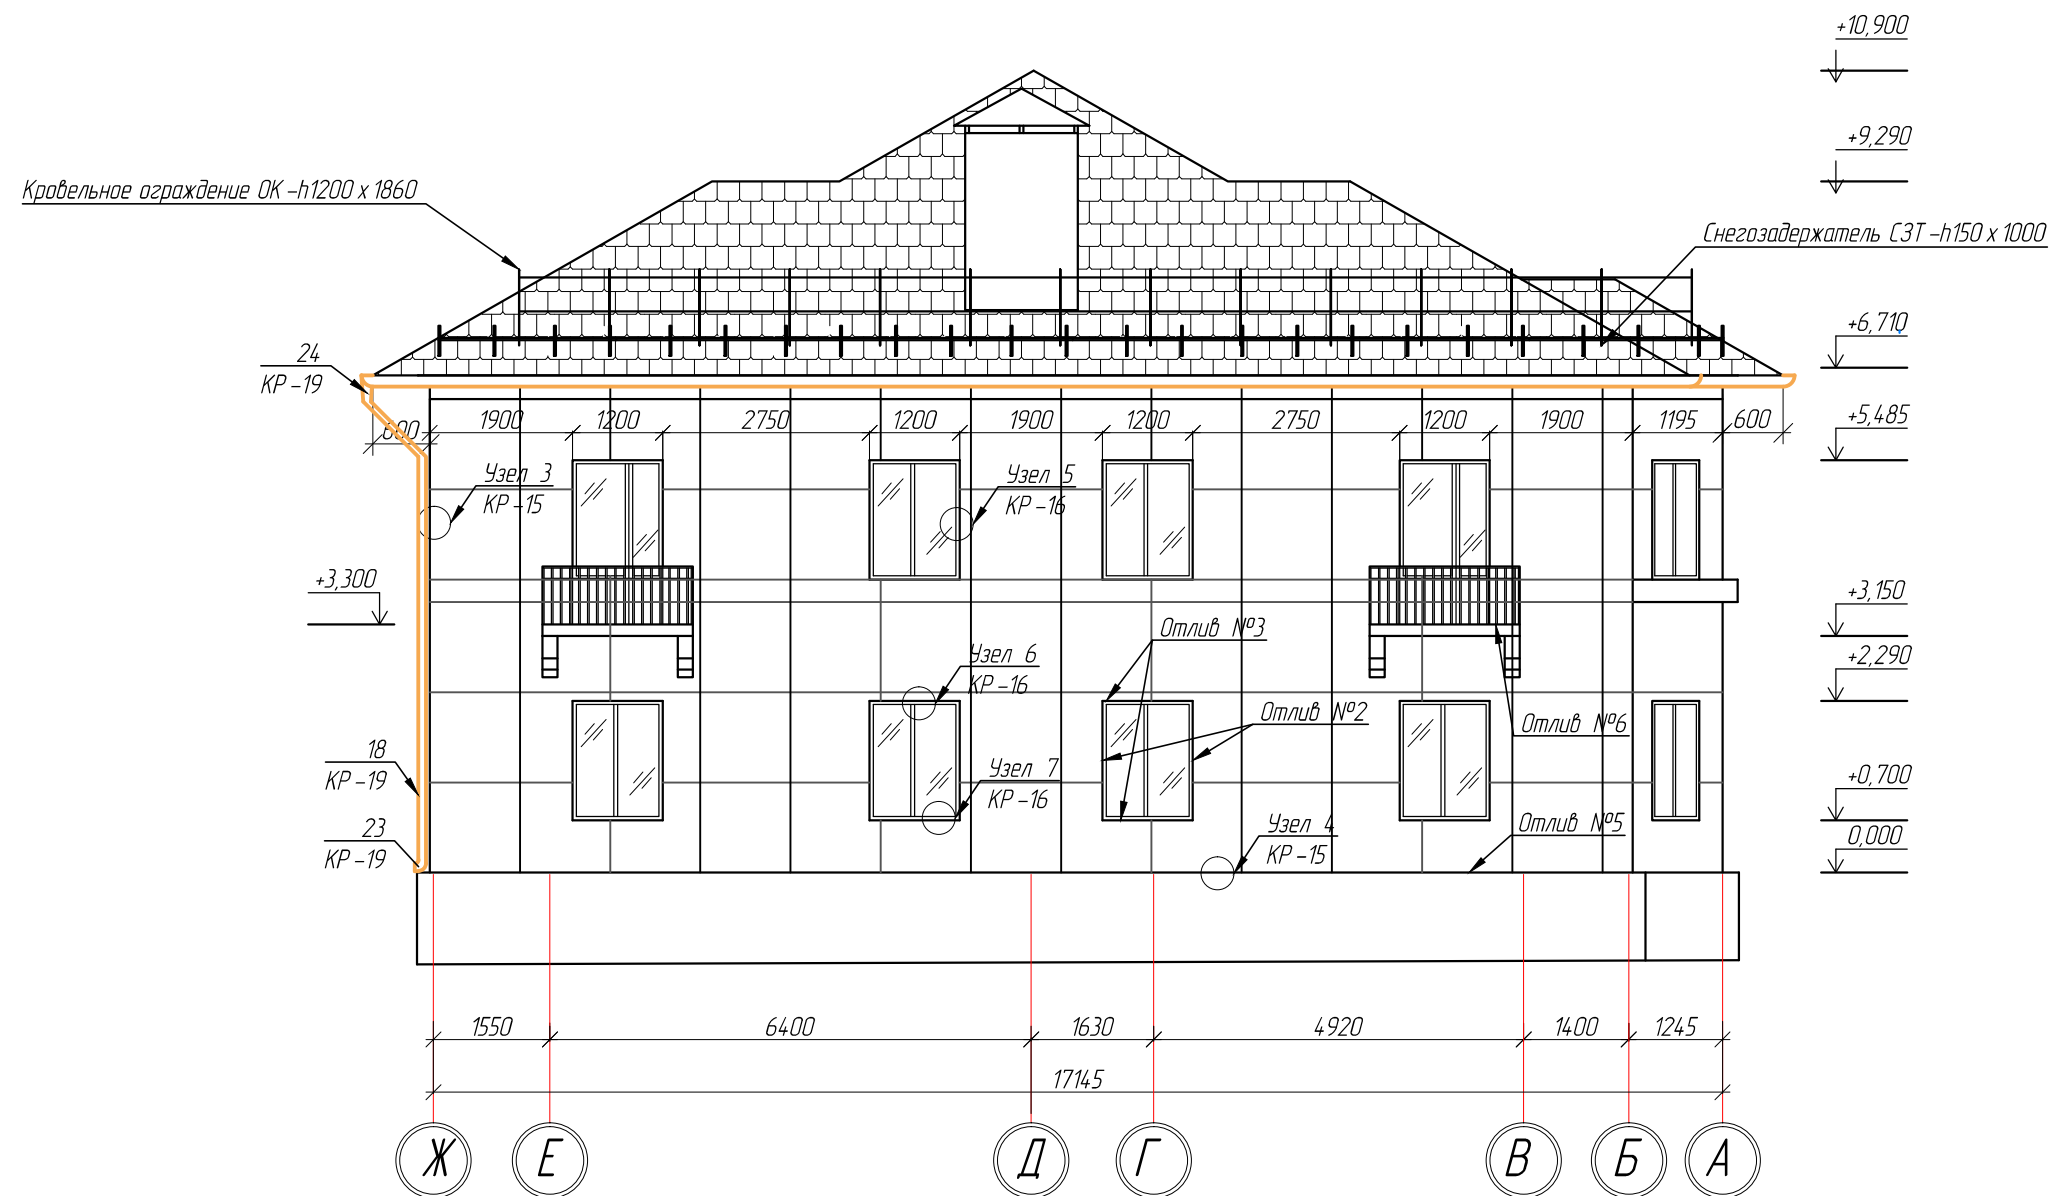 +10,900
+9,290
Кровельное ограждение ОК -h1200 x 1860
Снегозадержатель СЗТ -h150 x 1000
+6,710
24
КР -19
+5,485
600
1900
1200
2750
1200
1900
1200
2750
1200
1900
1195
600
Узел 3
КР -15
Узел 5
КР -16
+3,300
+3,150
Отлив №3
Узел 6
КР -16
+2,290
Отлив №2
Отлив №6
18
КР -19
Узел 7
КР -16
+0,700
23
КР -19
Узел 4
КР -15
Отлив №5
0,000
1550
6400
1630
4920
1400
1245
17145
Ж
Е
Д
Г
В
Б
А